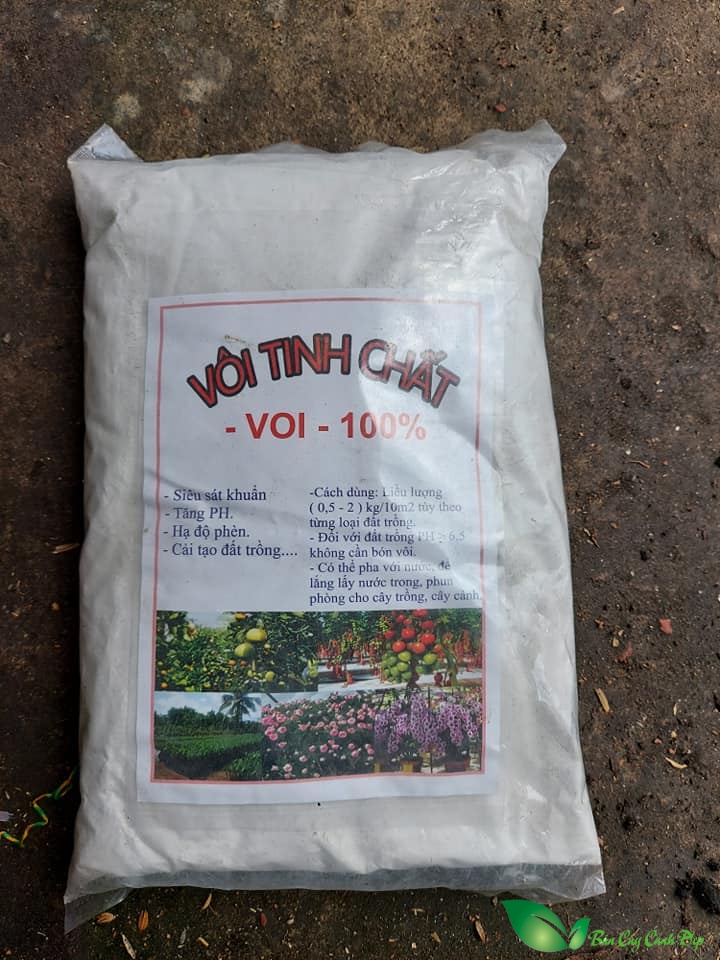 VÔI TINH CHẤT
- VOI - 100%
- Siêu sát khuẩn
- Tăng PH.
- Hạ độ phèn.
- Cải tạo đất trồng....
-Cách dùng: Liều lượng
( 0,5 - 2 ) kg/10m2 tùy theo
từng loại đất trồng.
- Đối với đất trồng PH > 6,5
không cần bón vôi.
- Có thể pha với nước, để
lắng lấy nước trong, phun
phòng cho cây trồng, cây cảnh.
Bán Cây Cảnh Đẹp